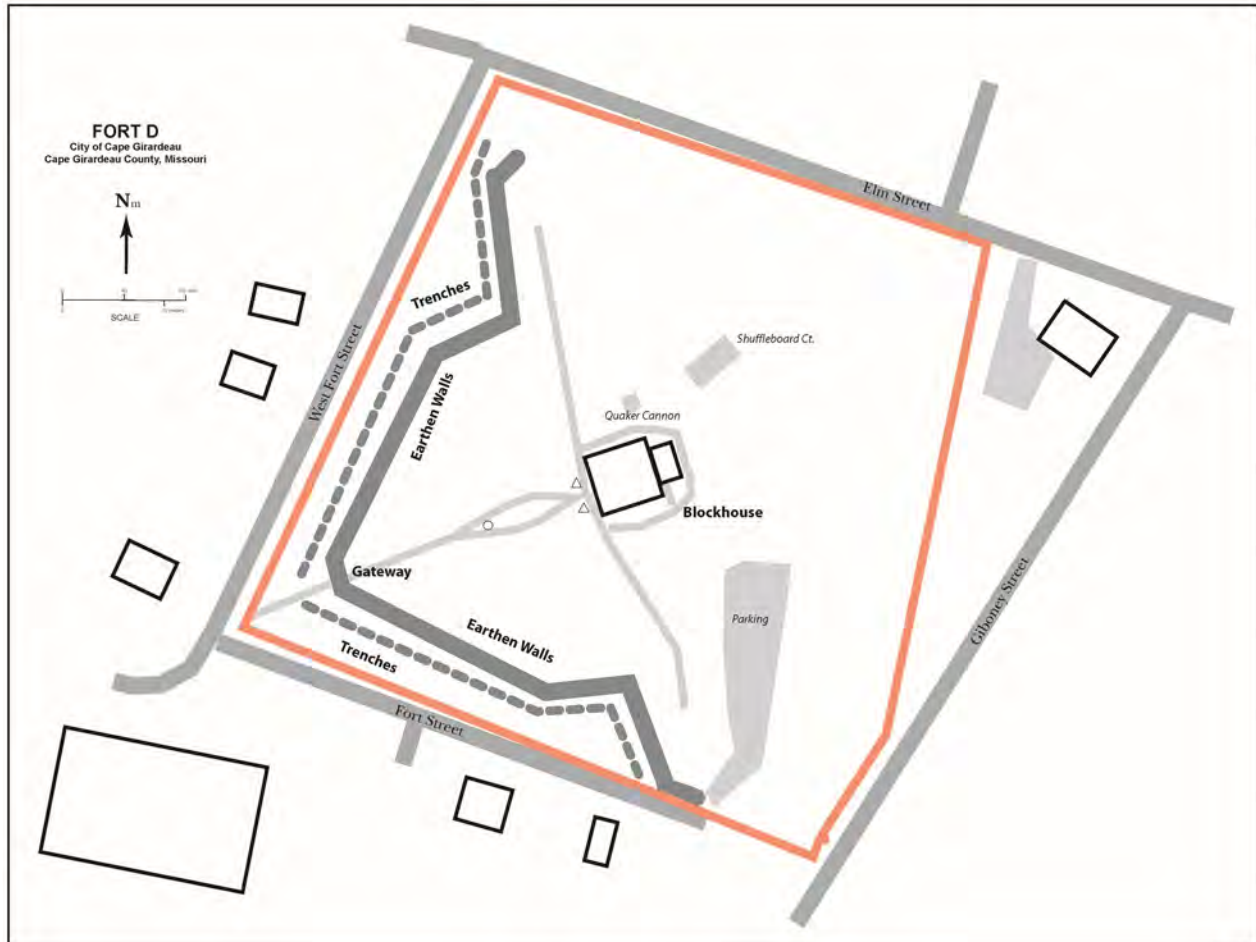 FORT D
City of Cape Girardeau
Cape Girardeau County, Missouri
Nm
SCALE
Elm Street
West Fort Street
Trenches
Earthen Walls
Shuffleboard Ct.
Quaker Cannon
Blockhouse
Gateway
Earthen Walls
Trenches
Parking
Giboney Street
Fort Street